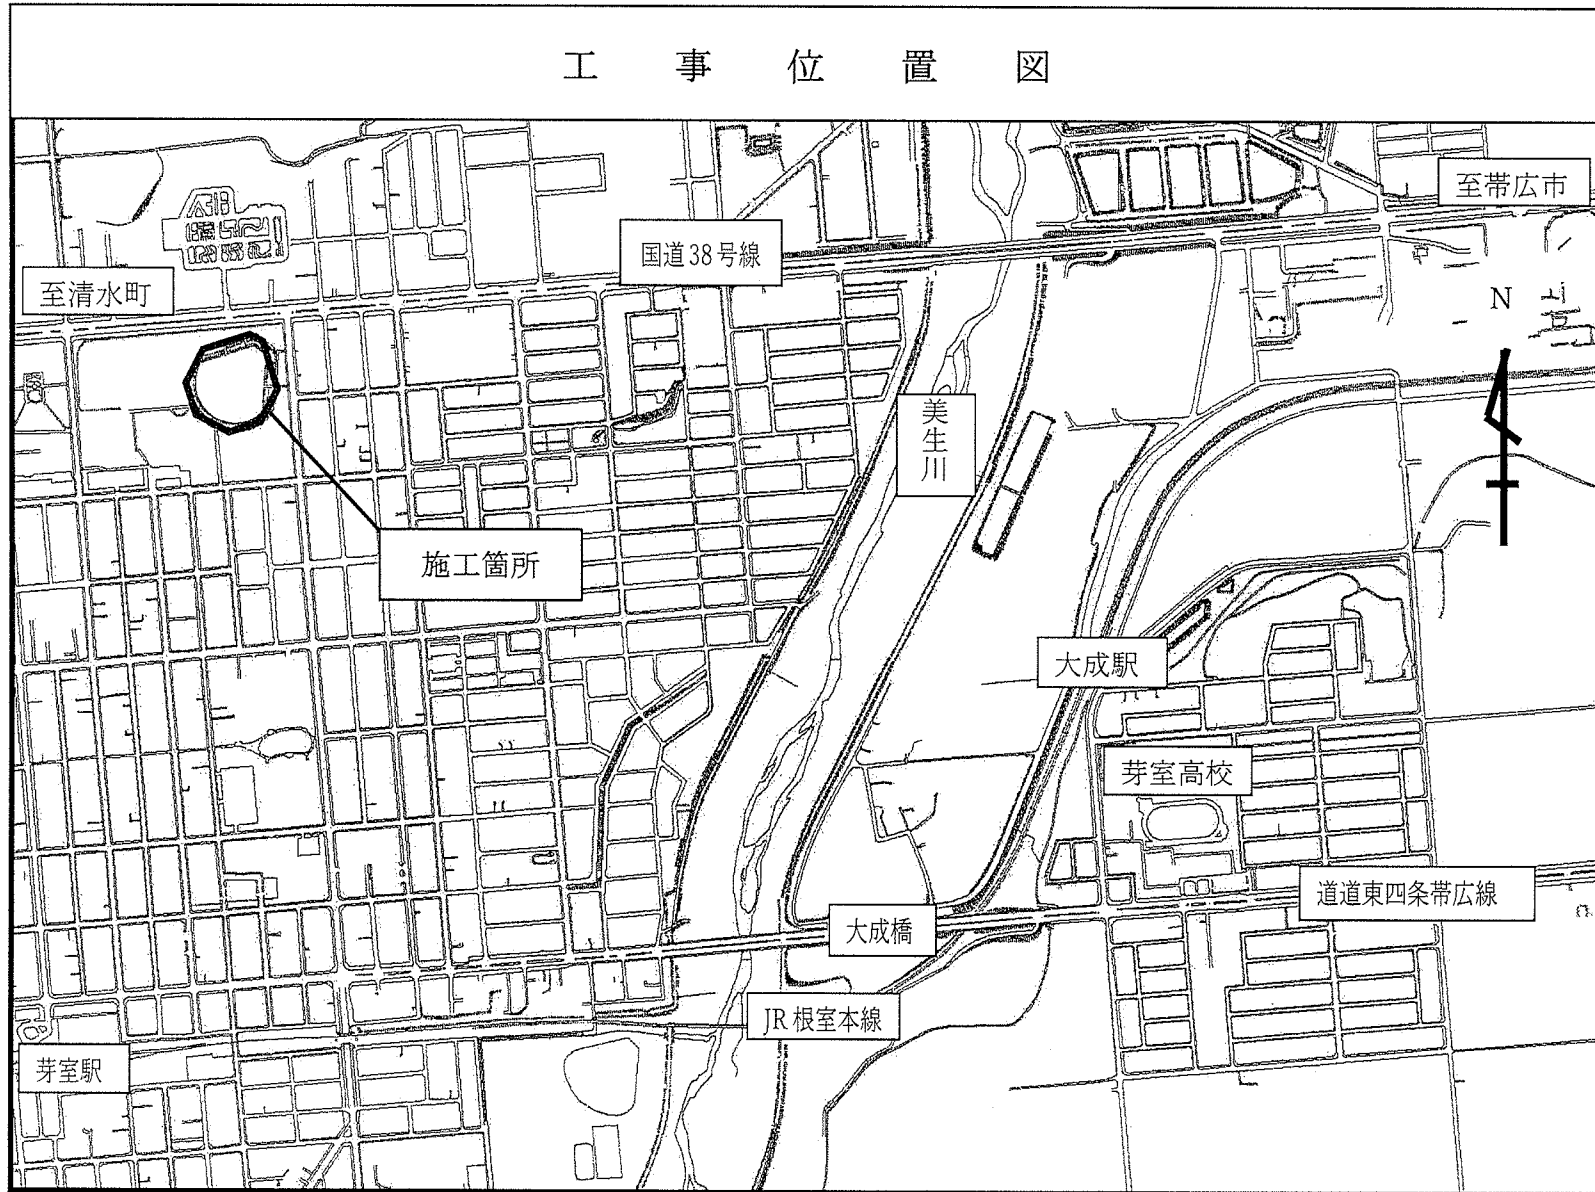 工事位置図
至帯広市
国道38号線
至清水町
N
美生川
施工箇所
大成駅
芽室高校
道道東四条帯広線
大成橋
JR根室本線
芽室駅